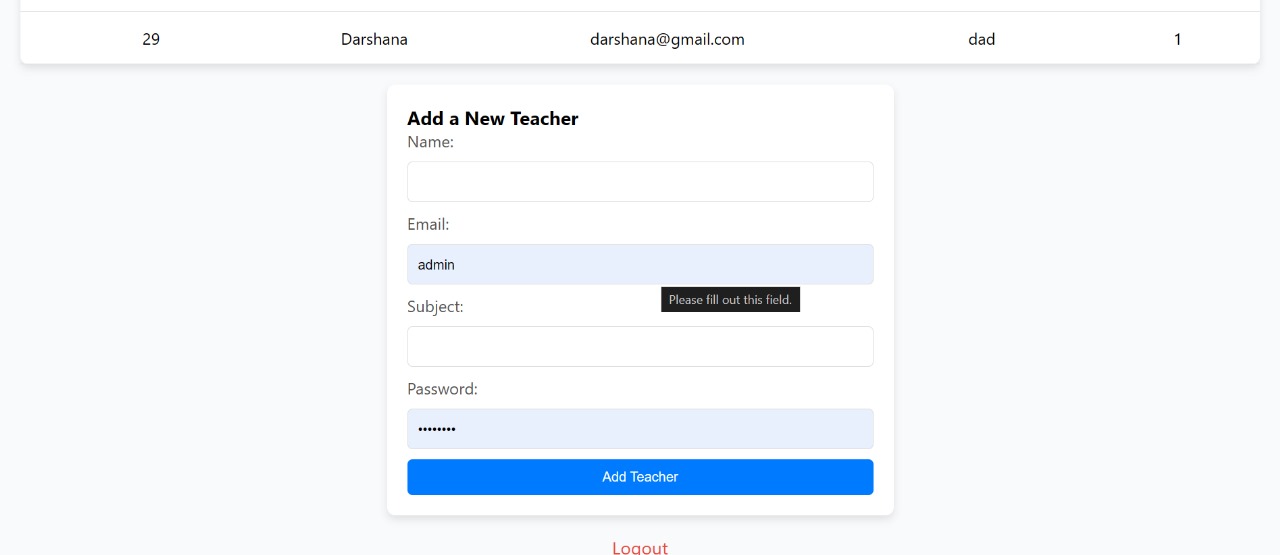 29 Darshana darshana@gmail.com dad 1
Add a New Teacher
Name:
Email:
admin
Please fill out this field.
Subject:
Password:
••••••••
Add Teacher
Logout